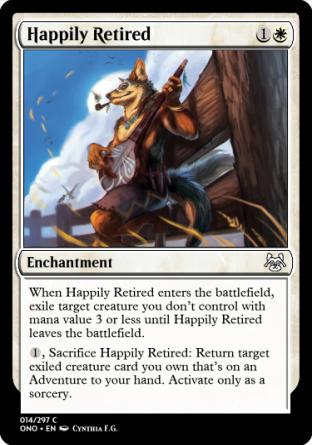 Happily Retired 1
Enchantment
When Happily Retired enters the battlefield,
exile target creature you don't control with
mana value 3 or less until Happily Retired
leaves the battlefield.
1, Sacrifice Happily Retired: Return target
exiled creature card you own that's on an
Adventure to your hand. Activate only as a
sorcery.
014/297 C
ONO • EN Cynthia F.G.